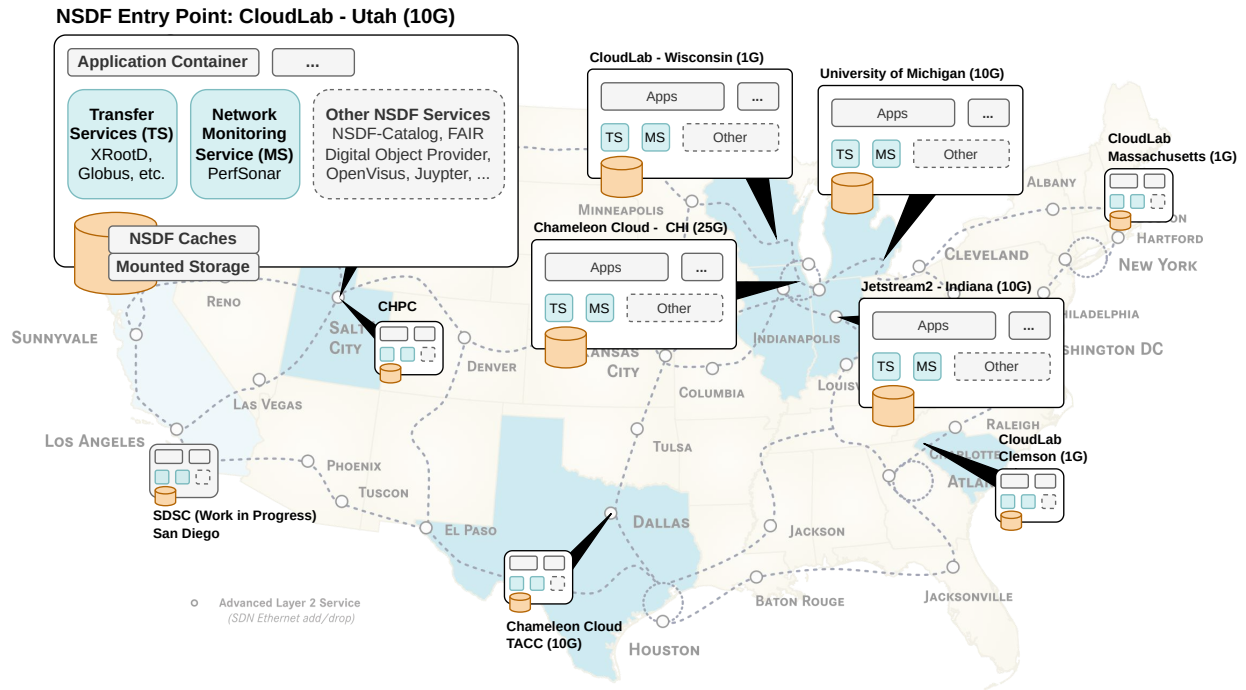 NSDF Entry Point: CloudLab - Utah (10G)
Application Container
...
Transfer
Services (TS)
XRootD,
Globus, etc.
Network
Monitoring
Service (MS)
PerfSonar
Other NSDF Services
NSDF-Catalog, FAIR
Digital Object Provider,
OpenVisus, Juypter, ...
NSDF Caches
Mounted Storage
CloudLab - Wisconsin (1G)
Apps
...
TS
MS
Other
University of Michigan (10G)
Apps
...
TS
MS
Other
CloudLab
Massachusetts (1G)
Albany
Hartford
New York
Cleveland
Minneapolis
Chameleon Cloud -  CHI (25G)
Apps
...
TS
MS
Other
Jetstream2 - Indiana (10G)
Apps
...
TS
MS
Other
Reno
Sunnyvale
Salt
City
CHPC
Denver
Kansas
City
Indianapolis
Philadelphia
Washington DC
Las Vegas
Columbia
Los Angeles
Tulsa
Raleigh
CloudLab
Clemson (1G)
Charlotte
Phoenix
Tuscon
SDSC (Work in Progress)
San Diego
El Paso
Dallas
Jackson
Chameleon Cloud
TACC (10G)
Baton Rouge
Jacksonville
Houston
Advanced Layer 2 Service
(SDN Ethernet add/drop)